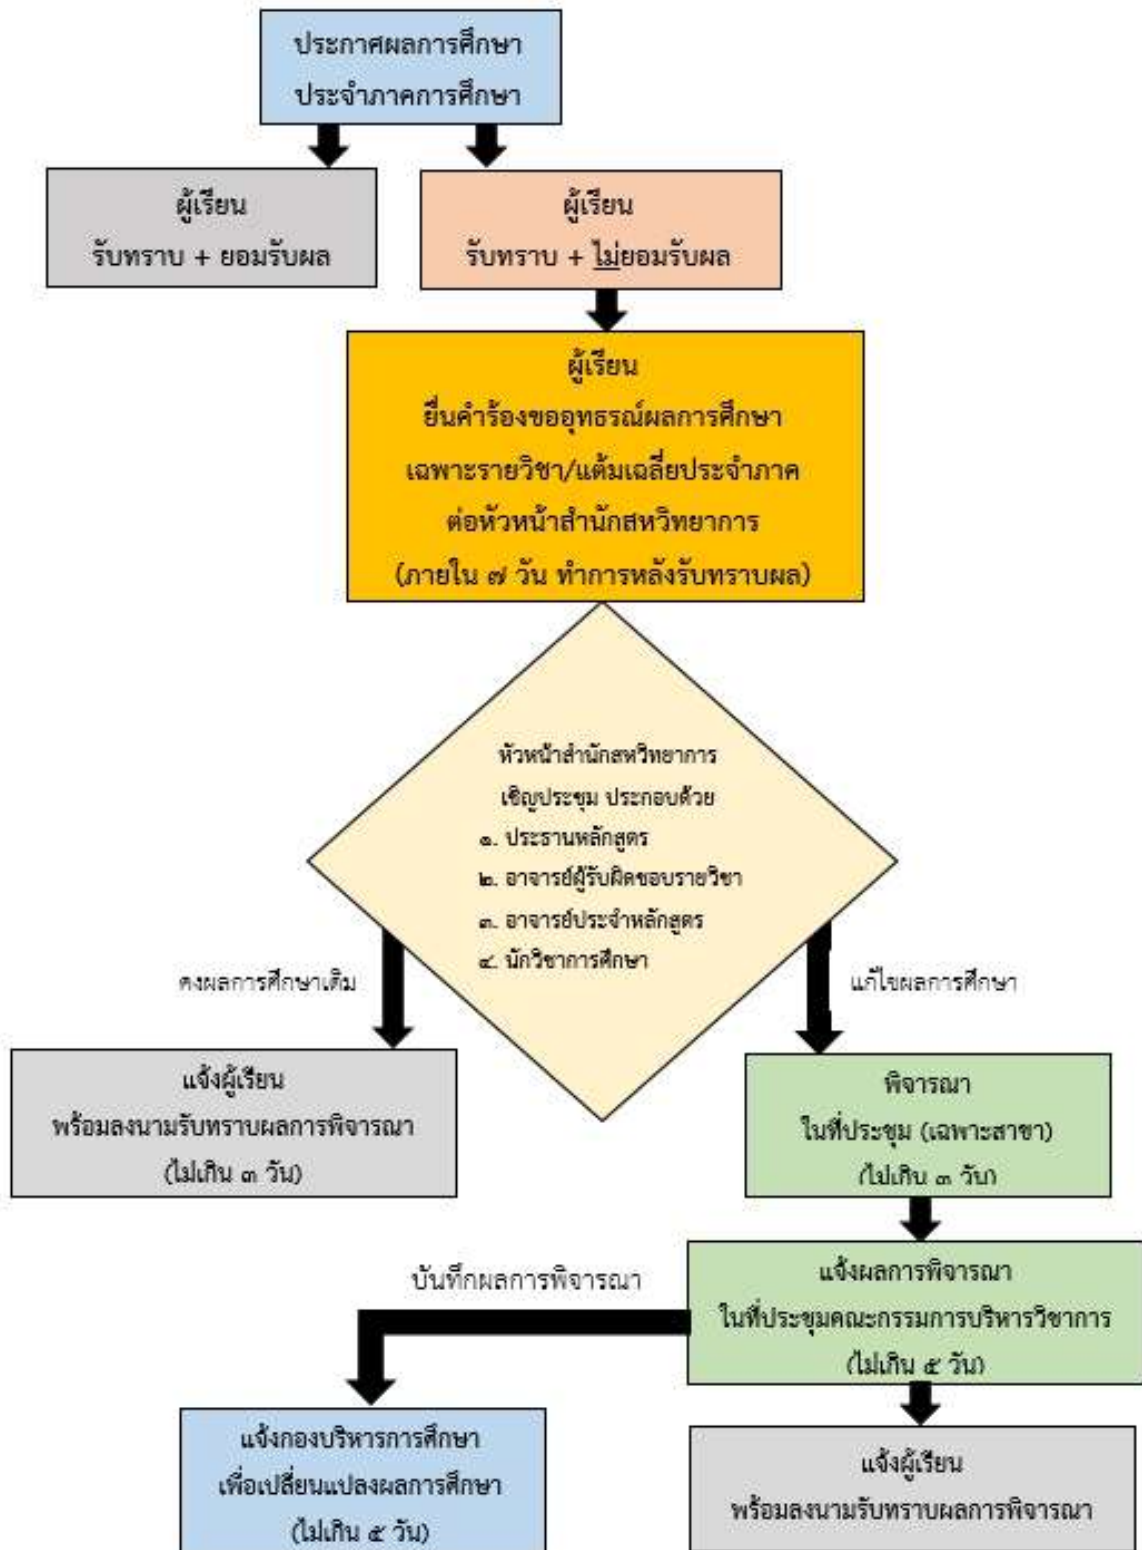 ประกาศผลการศึกษา
ประจำภาคการศึกษา
ผู้เรียน
รับทราบ + ยอมรับผล
ผู้เรียน
รับทราบ + ไม่ยอมรับผล
ผู้เรียน
ยื่นคำร้องขออุทธรณ์ผลการศึกษา
เฉพาะรายวิชา/แต้มเฉลี่ยประจำภาค
ต่อหัวหน้าสำนักสหวิทยาการ
(ภายใน ๗ วัน ทำการหลังรับทราบผล)
หัวหน้าสำนักสหวิทยาการ
เชิญประชุม ประกอบด้วย
๑. ประธานหลักสูตร
๒. อาจารย์ผู้รับผิดชอบรายวิชา
๓. อาจารย์ประจำหลักสูตร
๔. นักวิชาการศึกษา
คงผลการศึกษาเดิม
แก้ไขผลการศึกษา
แจ้งผู้เรียน
พร้อมลงนามรับทราบผลการพิจารณา
(ไม่เกิน ๓ วัน)
พิจารณา
ในที่ประชุม (เฉพาะสาขา)
(ไม่เกิน ๓ วัน)
แจ้งผลการพิจารณา
ในที่ประชุมคณะกรรมการบริหารวิชาการ
(ไม่เกิน ๕ วัน)
บันทึกผลการพิจารณา
แจ้งกองบริหารการศึกษา
เพื่อเปลี่ยนแปลงผลการศึกษา
(ไม่เกิน ๕ วัน)
แจ้งผู้เรียน
พร้อมลงนามรับทราบผลการพิจารณา